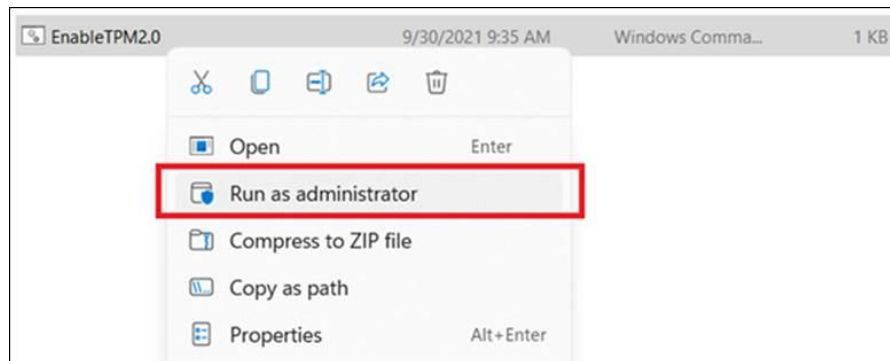 EnableTPM2.0 9/30/2021 9:35 AM Windows Comma... 1 KB
Open Enter
Run as administrator
Compress to ZIP file
Copy as path
Properties Alt+Enter